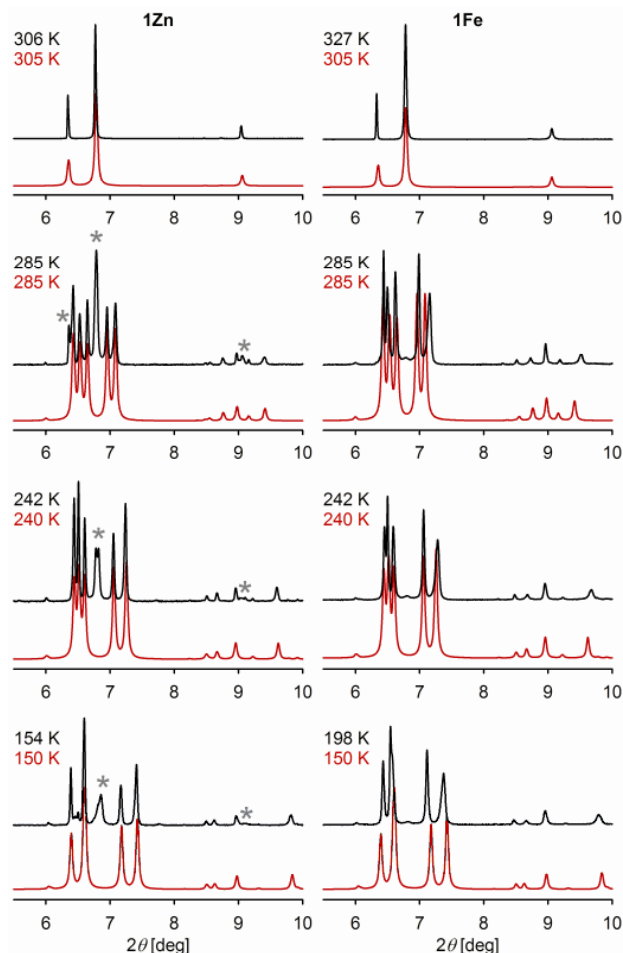 1Zn 1Fe
306 K 327 K
305 K 305 K
5 6 7 8 9 10 6 7 8 9 10
* *
285 K * 285 K
285 K * 285 K
6 7 8 9 10 6 7 8 9 10
242 K * * 242 K
240 K 240 K
6 7 8 9 10 6 7 8 9 10
154 K * * 198 K
150 K 150 K
6 7 8 9 10 6 7 8 9 10
2θ [deg] 2θ [deg]